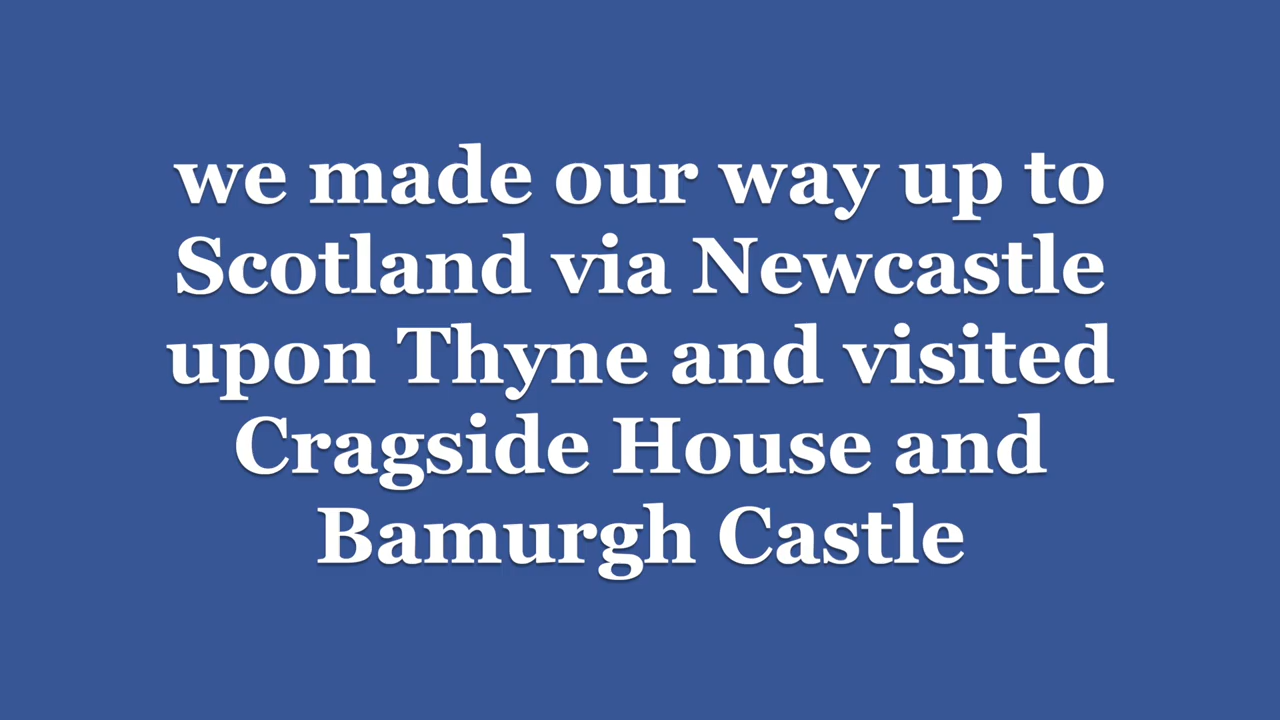 we made our way up to
Scotland via Newcastle
upon Thyne and visited
Cragside House and
Bamurgh Castle